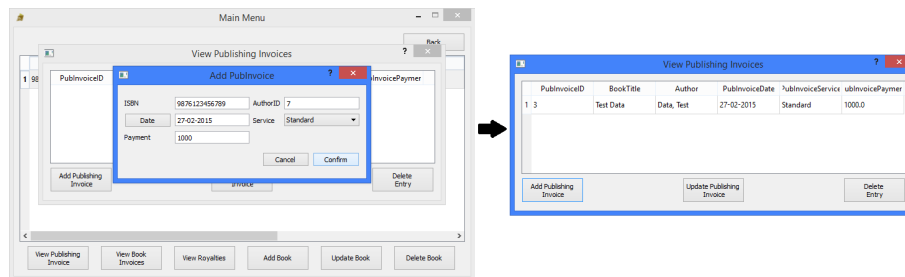 Main Menu
Back
View Publishing Invoices
?
PubInvoiceID
Add PubInvoice
?
1 98
ISBN 9876123456789 AuthorID 7
Date 27-02-2015 Service Standard
Payment 1000
Cancel Confirm
Add Publishing
Invoice
Invoice
Delete
Entry
View Publishing
Invoice
View Book
Invoices
View Royalties
Add Book
Update Book
Delete Book
View Publishing Invoices
?
PubInvoiceID BookTitle Author PubInvoiceDate PubInvoiceService ubInvoicePaymer
1 3 Test Data Data, Test 27-02-2015 Standard 1000.0
Add Publishing
Invoice
Update Publishing
Invoice
Delete
Entry